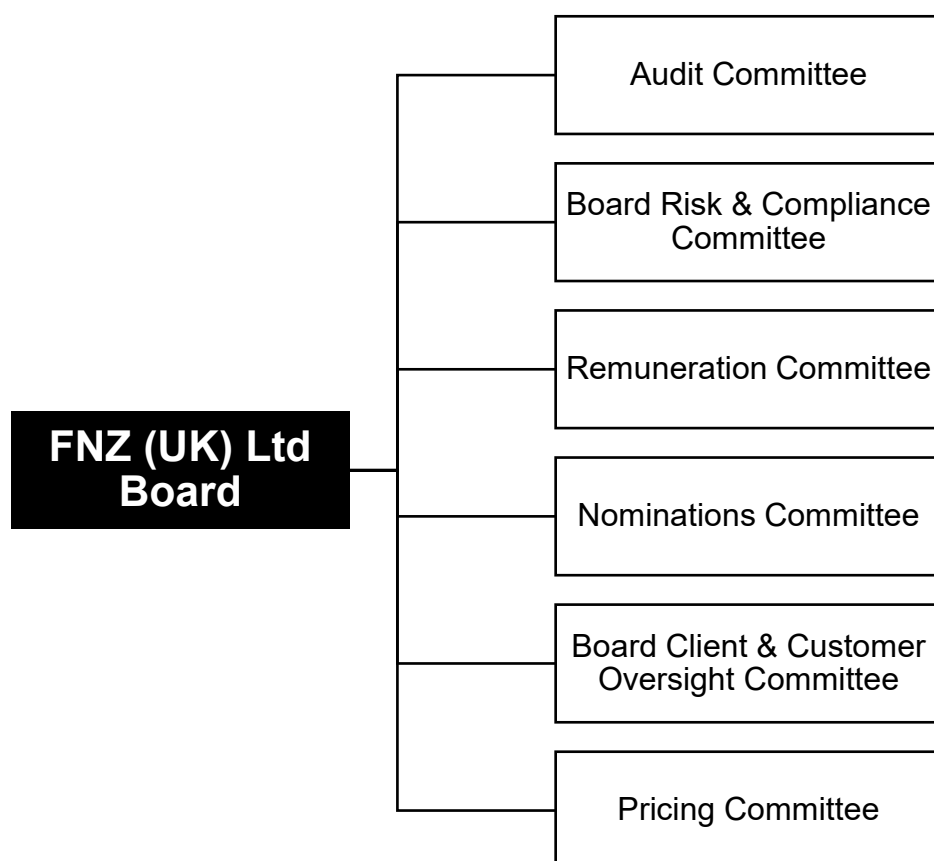 Audit Committee
Board Risk & Compliance
Committee
Remuneration Committee
FNZ (UK) Ltd
Board
Nominations Committee
Board Client & Customer
Oversight Committee
Pricing Committee